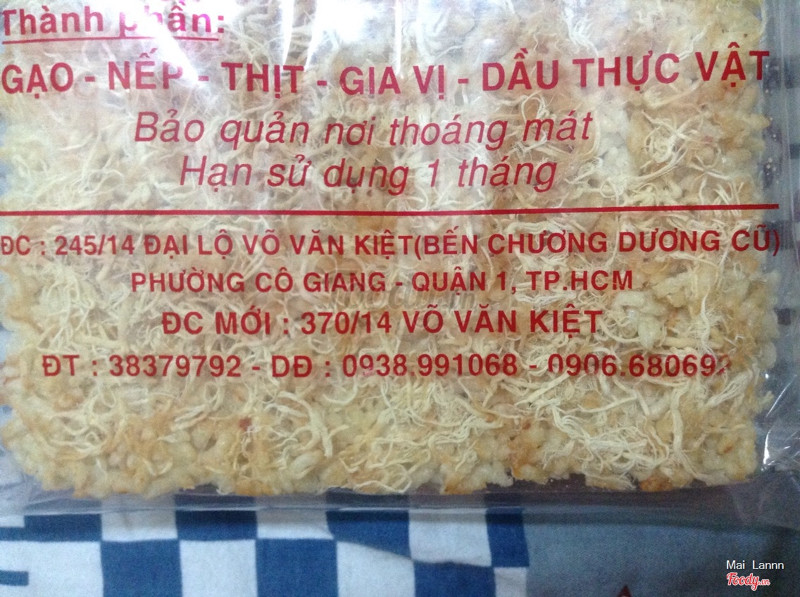 Thành phần:
GẠO - NẾP - THỊT - GIA VỊ - DẦU THỰC VẬT
Bảo quản nơi thoáng mát
Hạn sử dụng 1 tháng
ĐC : 245/14 ĐẠI LỘ VÕ VĂN KIỆT(BẾN CHƯƠNG DƯƠNG CŨ)
PHƯỜNG CÔ GIANG - QUẬN 1, TP.HCM
ĐC MỚI : 370/14 VÕ VĂN KIỆT
ĐT : 38379792 - DĐ : 0938.991068 - 0906.680692
Mai Lannn
Foody.vn